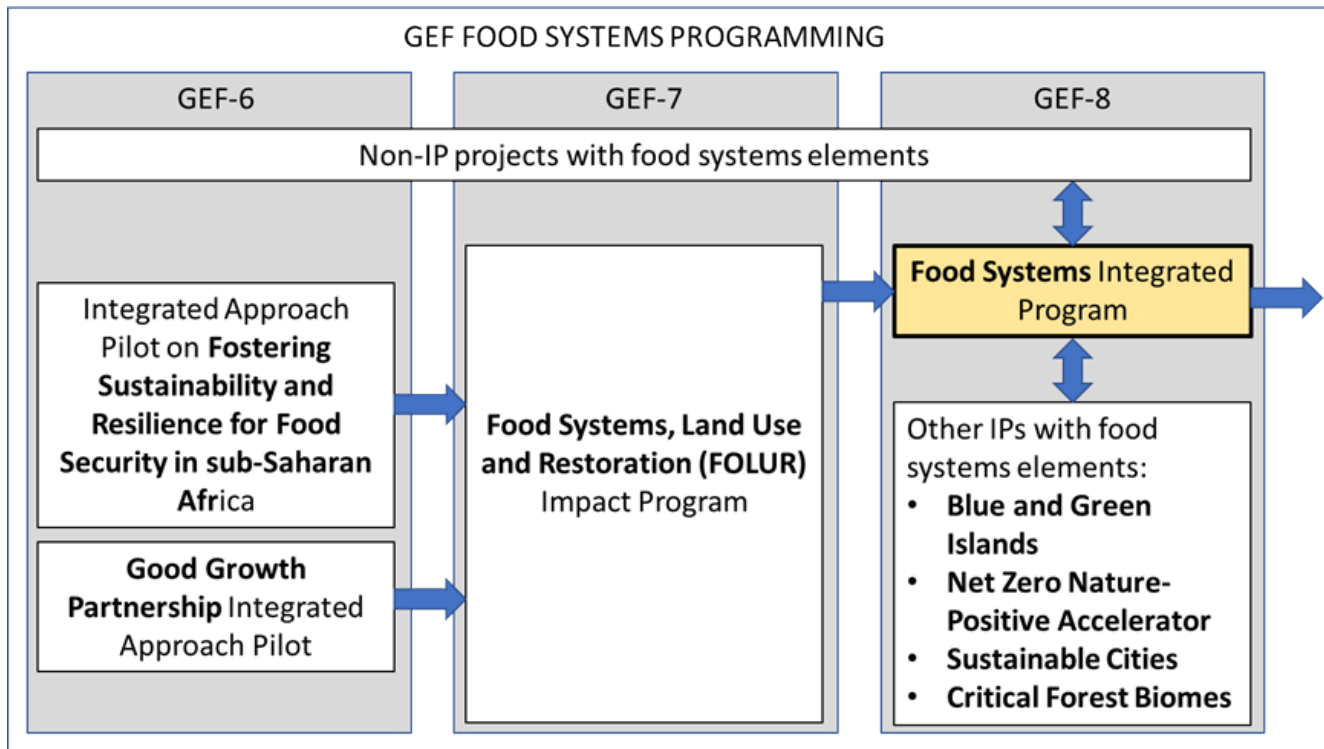 GEF FOOD SYSTEMS PROGRAMMING
GEF-6
GEF-7
GEF-8
Non-IP projects with food systems elements
Integrated Approach
Pilot on Fostering
Sustainability and
Resilience for Food
Security in sub-Saharan
Africa
Good Growth
Partnership Integrated
Approach Pilot
Food Systems, Land Use
and Restoration (FOLUR)
Impact Program
Food Systems Integrated
Program
Other IPs with food
systems elements:
• Blue and Green
Islands
• Net Zero Nature-
Positive Accelerator
• Sustainable Cities
• Critical Forest Biomes